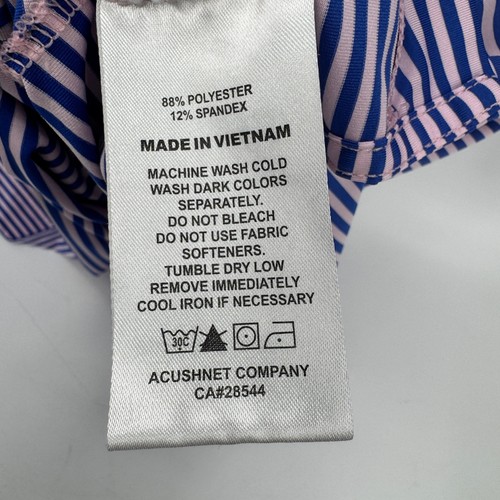 88% POLYESTER
12% SPANDEX
MADE IN VIETNAM
MACHINE WASH COLD
WASH DARK COLORS
SEPARATELY.
DO NOT BLEACH
DO NOT USE FABRIC
SOFTENERS.
TUMBLE DRY LOW
REMOVE IMMEDIATELY
COOL IRON IF NECESSARY
30C
ACUSHNET COMPANY
CA#28544